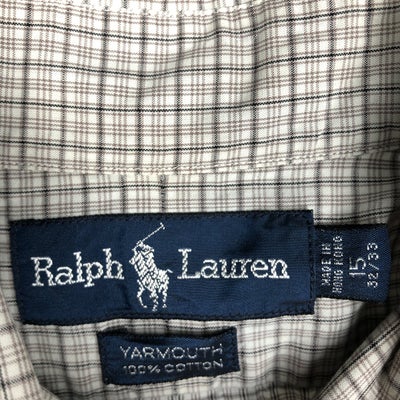 Ralph Lauren
MADE IN
HONG KONG
15
32/33
YARMOUTH
100% COTTON